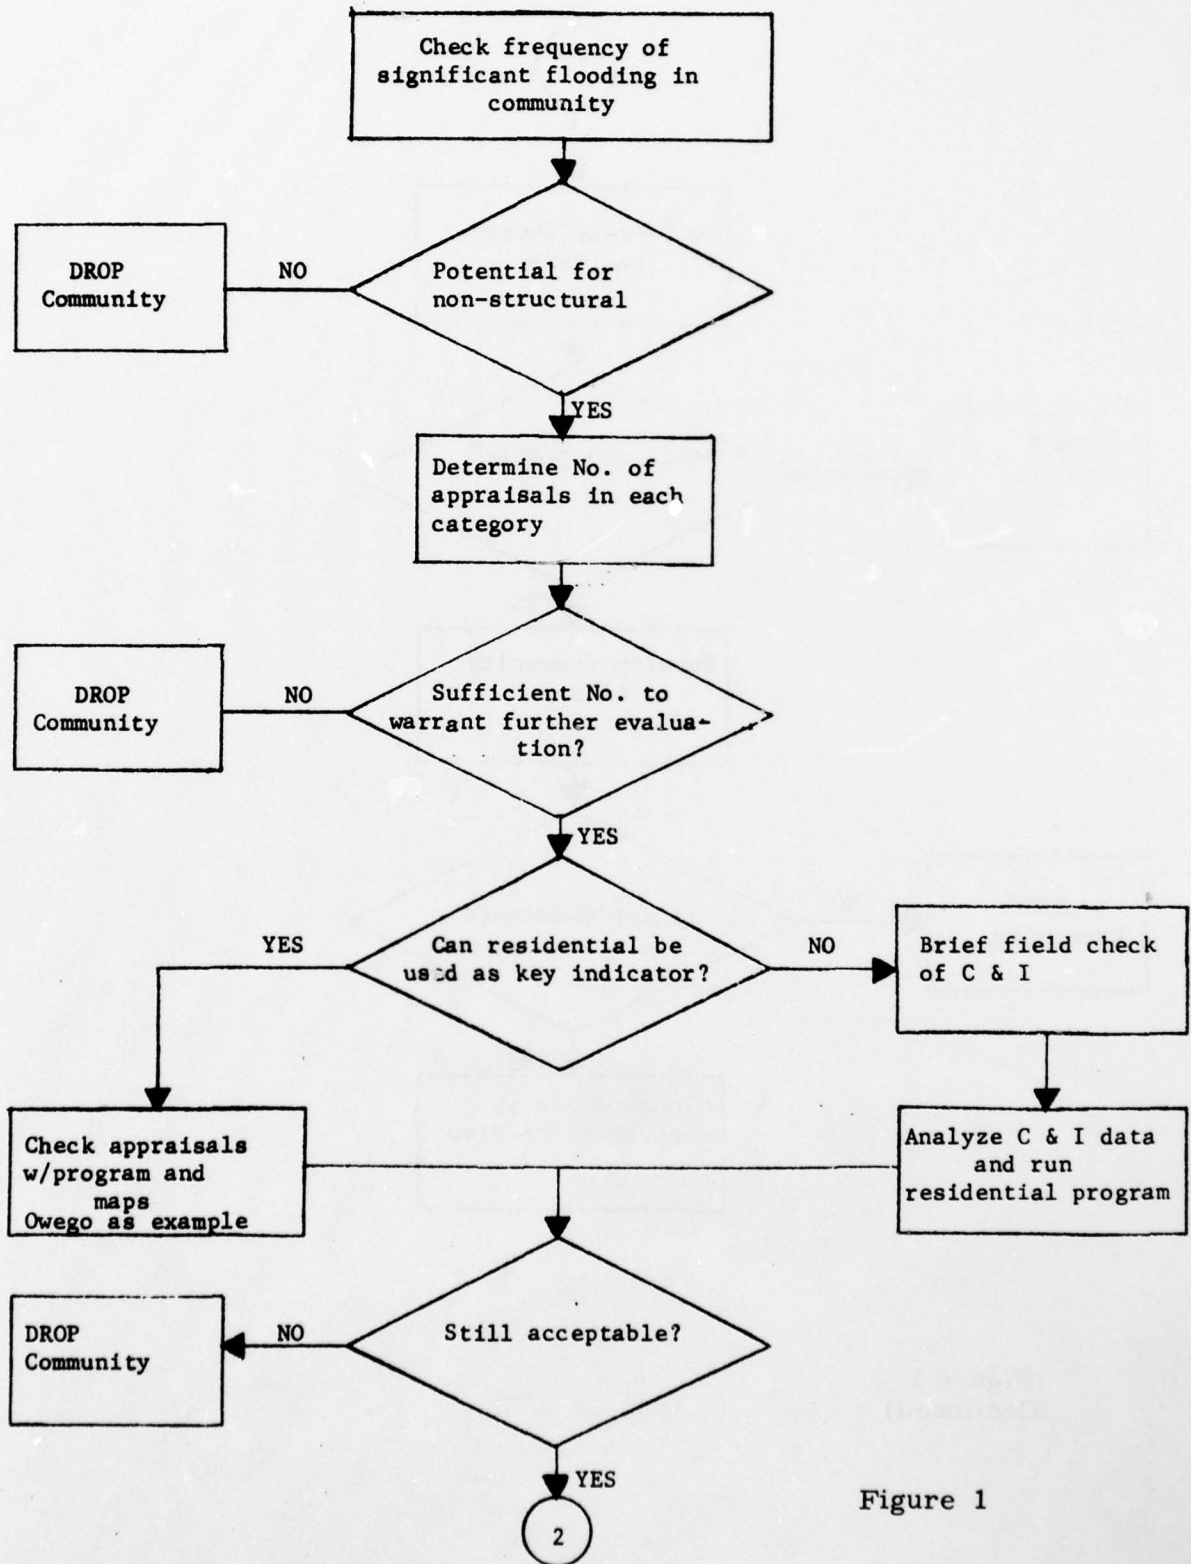 Check frequency of
significant flooding in
community
Potential for
non-structural
NO
DROP
Community
YES
Determine No. of
appraisals in each
category
Sufficient No. to
warrant further evalua-
tion?
NO
DROP
Community
YES
Can residential be
used as key indicator?
YES
NO
Brief field check
of C & I
Check appraisals
w/program and
maps
Owego as example
Analyze C & I data
and run
residential program
Still acceptable?
NO
DROP
Community
YES
2
Figure 1